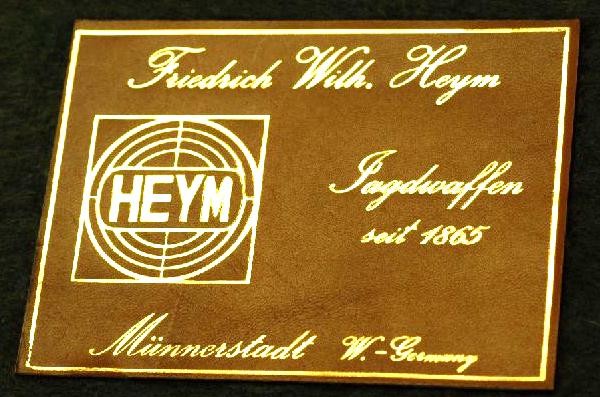 Friedrich Wilh. Heym
HEYM
Jagdwaffen
seit 1865
Münnerstadt W.-Germany